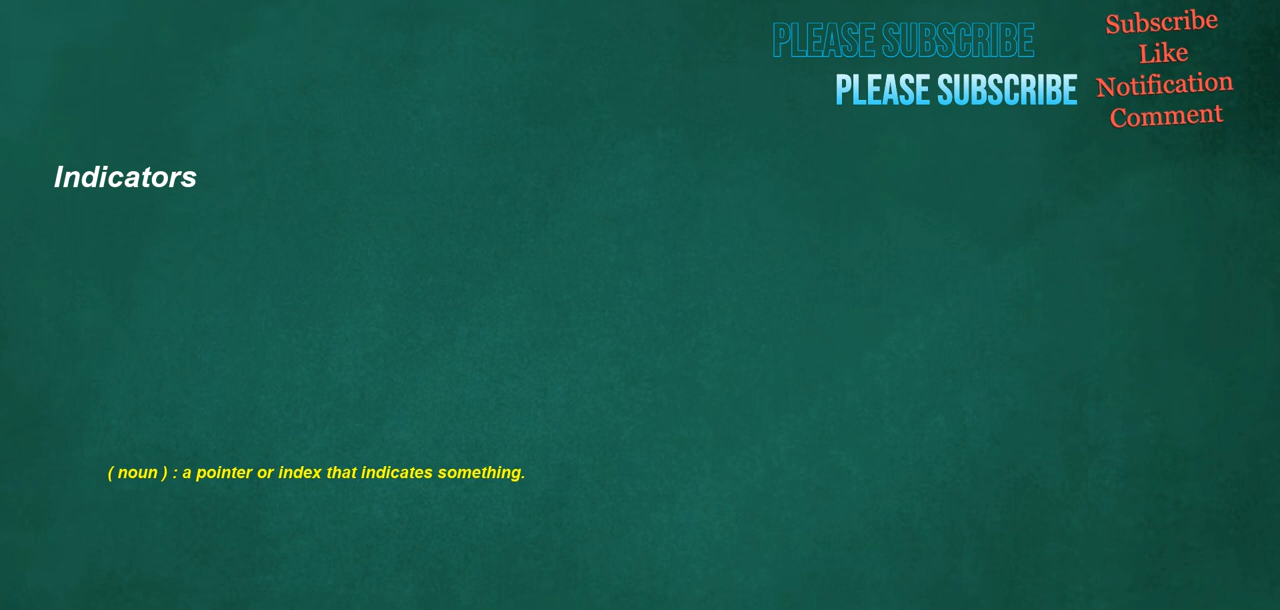 PLEASE SUBSCRIBE
PLEASE SUBSCRIBE
Subscribe
Like
Notification
Comment
Indicators
( noun ) : a pointer or index that indicates something.